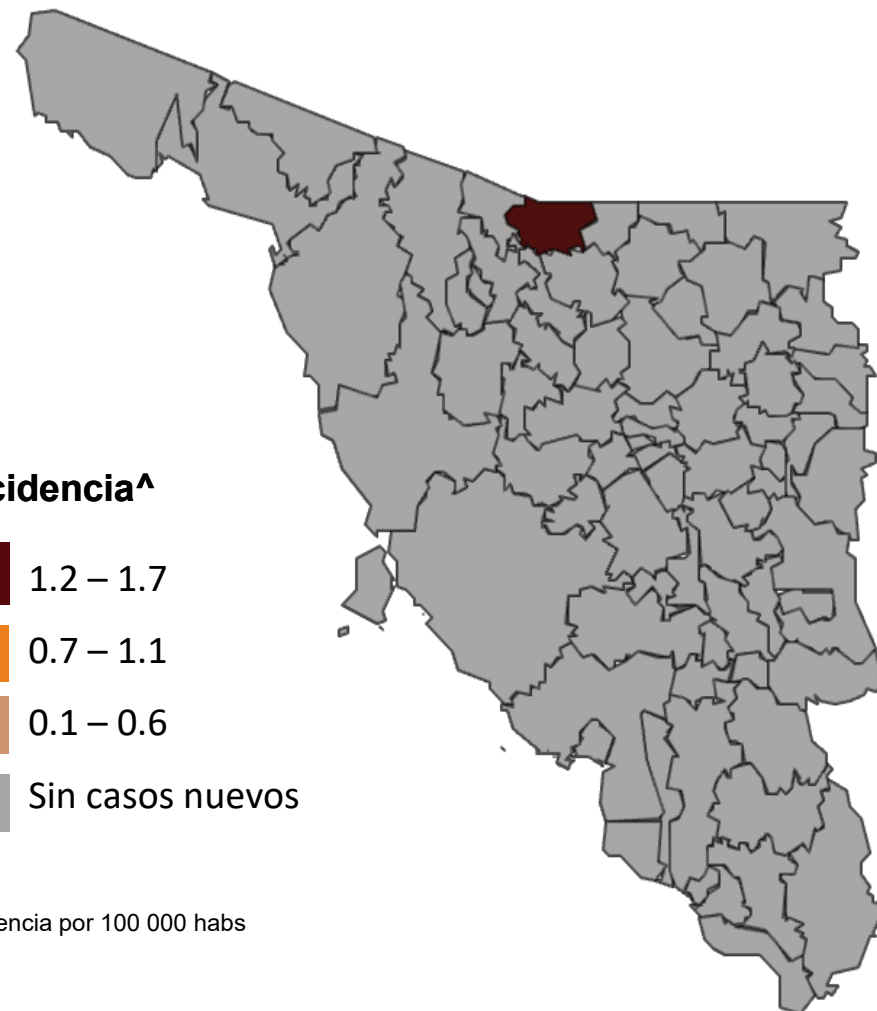 cidencia^
1.2 – 1.7
0.7 – 1.1
0.1 – 0.6
Sin casos nuevos
encia por 100 000 habs